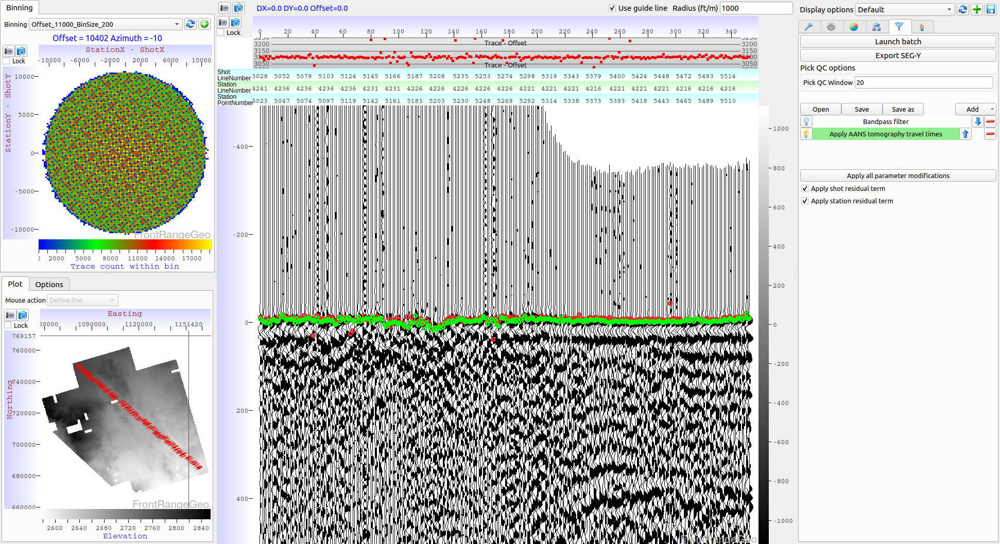 Binning
Binning Offset_11000_BinSize_200
Offset = 10402 Azimuth = -10
Lock
StationX - ShotX
-10000 -6000 -2000 2000 6000 10000
StationY - ShotY
10000
5000
0
-5000
-10000
FrontRangeGeo
0 2000 5000 8000 11000 14000 17000
Trace count within bin
Plot Options
Mouse action Define line
Lock
Easting
1090000 1120000 1151420
Northing
769157
760000
740000
720000
700000
680000
660000
FrontRangeGeo
2600 2640 2680 2720 2760 2800 2840
Elevation
DX=0.0 DY=0.0 Offset=0.0
Use guide line Radius (ft/m) 1000
Lock
0 20 40 60 80 100 120 140 160 180 200 220 240 260 280 300 320 340
3250 3250
Trace - Offset
3200 3200
3150 3150
3100 3100
3050 3050
Trace - Offset
Shot
LineNumber 5028 5052 5079 5103 5124 5145 5166 5187 5208 5235 5253 5274 5298 5319 5343 5379 5400 5424 5448 5472 5493 5514
Station
LineNumber 4241 4236 4236 4236 4236 4231 4231 4226 4226 4226 4226 4226 4221 4221 4221 4216 4221 4221 4221 4216 4216 4216
Station
PointNumber 5023 5047 5074 5097 5119 5142 5161 5183 5203 5230 5248 5269 5292 5314 5338 5373 5393 5418 5443 5465 5489 5510
-400
-200
0
200
400
FrontRangeGeo
1000
800
600
400
200
0
-200
-400
-600
-800
-1000
Display options Default
Launch batch
Export SEG-Y
Pick QC options
Pick QC Window 20
Open Save Save as Add
Bandpass filter
Apply AANS tomography travel times
Apply all parameter modifications
Apply shot residual term
Apply station residual term